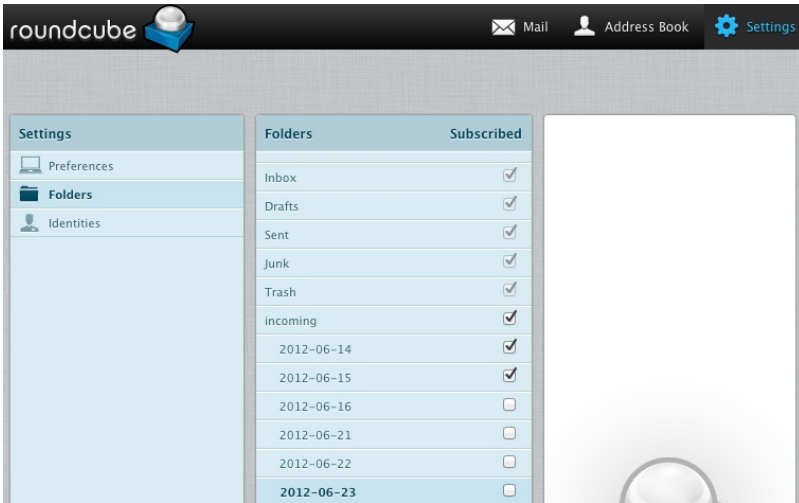 roundcube
Mail
Address Book
Settings
Settings
Preferences
Folders
Identities
Folders Subscribed
Inbox
Drafts
Sent
Junk
Trash
incoming
2012-06-14
2012-06-15
2012-06-16
2012-06-21
2012-06-22
2012-06-23